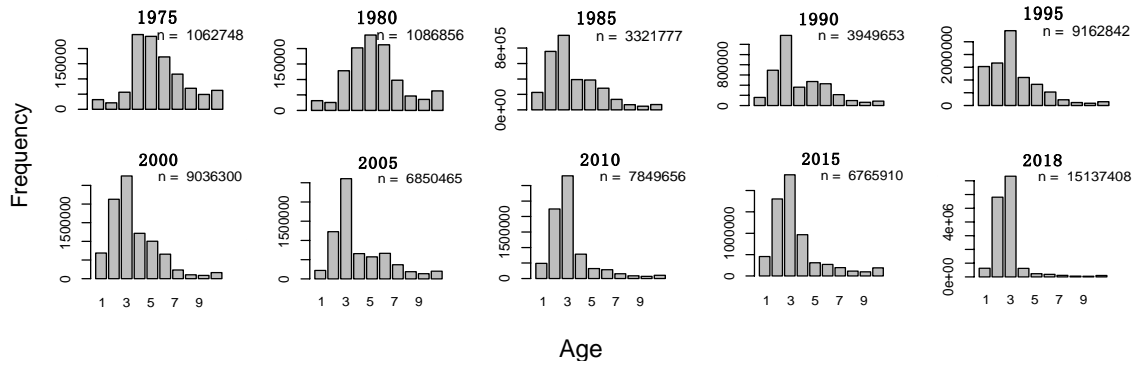 1975
n = 1062748
1980
n = 1086856
1985
n = 3321777
1990
n = 3949653
1995
n = 9162842
0 150000
0 150000
0e+00 8e+05
0 800000
0 2000000
Frequency
2000
n = 9036300
2005
n = 6850465
2010
n = 7849656
2015
n = 6765910
2018
n = 15137408
0 1500000
0 1500000
0 1500000
0 1000000
0e+00 4e+06
1 3 5 7 9
1 3 5 7 9
1 3 5 7 9
1 3 5 7 9
1 3 5 7 9
Age